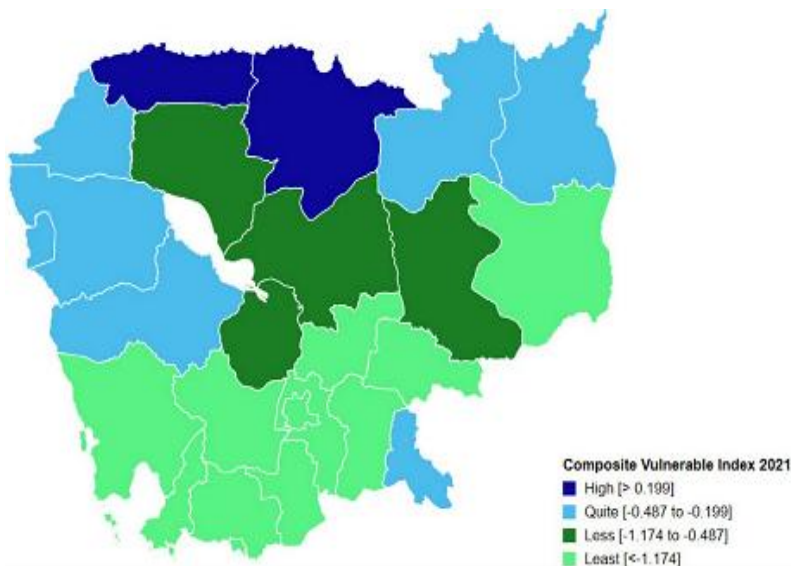 Composite Vulnerable Index 2021
High [> 0.199]
Quite [-0.487 to -0.199]
Less [-1.174 to -0.487]
Least [<-1.174]